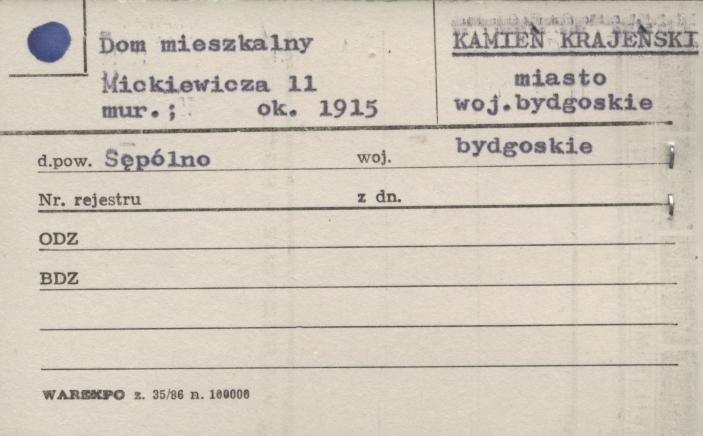 Dom mieszkalny
Mickiewicza 11
mur.; ok. 1915
KAMIEŃ KRAJEŃSKI
miasto
woj.bydgoskie
d.pow. Sępólno woj. bydgoskie
Nr. rejestru z dn.
ODZ
BDZ
WAREXPO z. 35/86 n. 100000